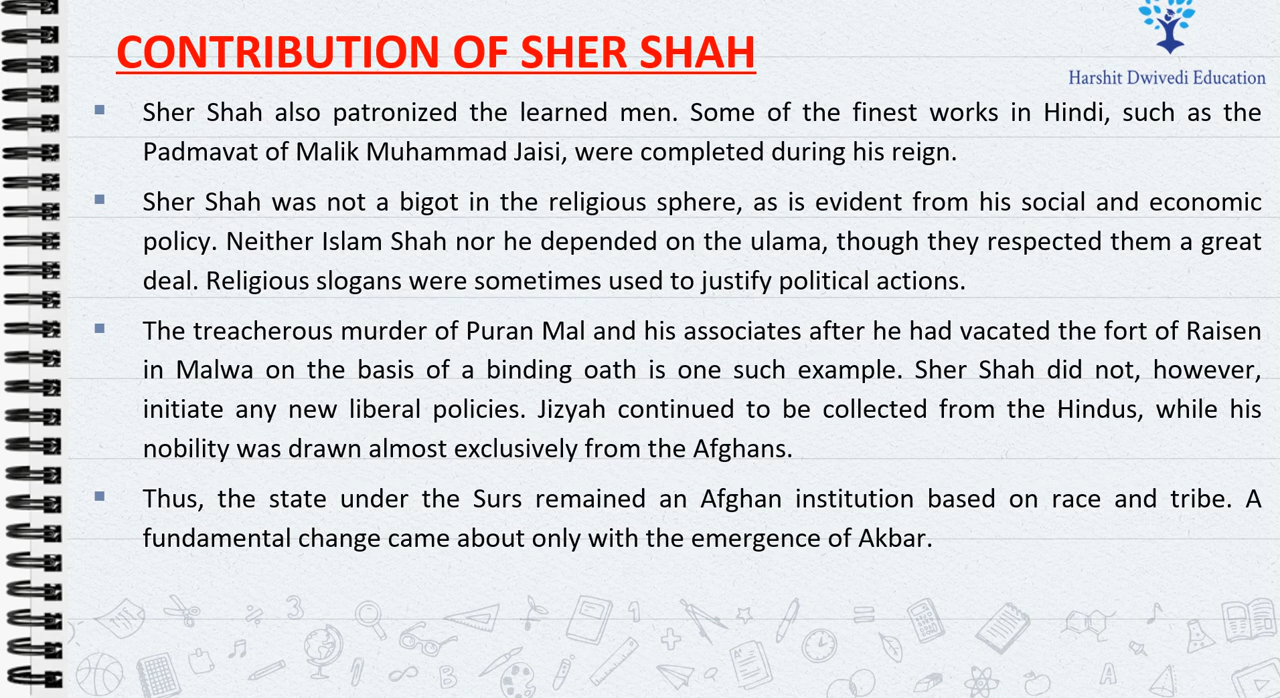 CONTRIBUTION OF SHER SHAH
Harshit Dwivedi Education
Sher Shah also patronized the learned men. Some of the finest works in Hindi, such as the
Padmavat of Malik Muhammad Jaisi, were completed during his reign.
Sher Shah was not a bigot in the religious sphere, as is evident from his social and economic
policy. Neither Islam Shah nor he depended on the ulama, though they respected them a great
deal. Religious slogans were sometimes used to justify political actions.
The treacherous murder of Puran Mal and his associates after he had vacated the fort of Raisen
in Malwa on the basis of a binding oath is one such example. Sher Shah did not, however,
initiate any new liberal policies. Jizyah continued to be collected from the Hindus, while his
nobility was drawn almost exclusively from the Afghans.
Thus, the state under the Surs remained an Afghan institution based on race and tribe. A
fundamental change came about only with the emergence of Akbar.